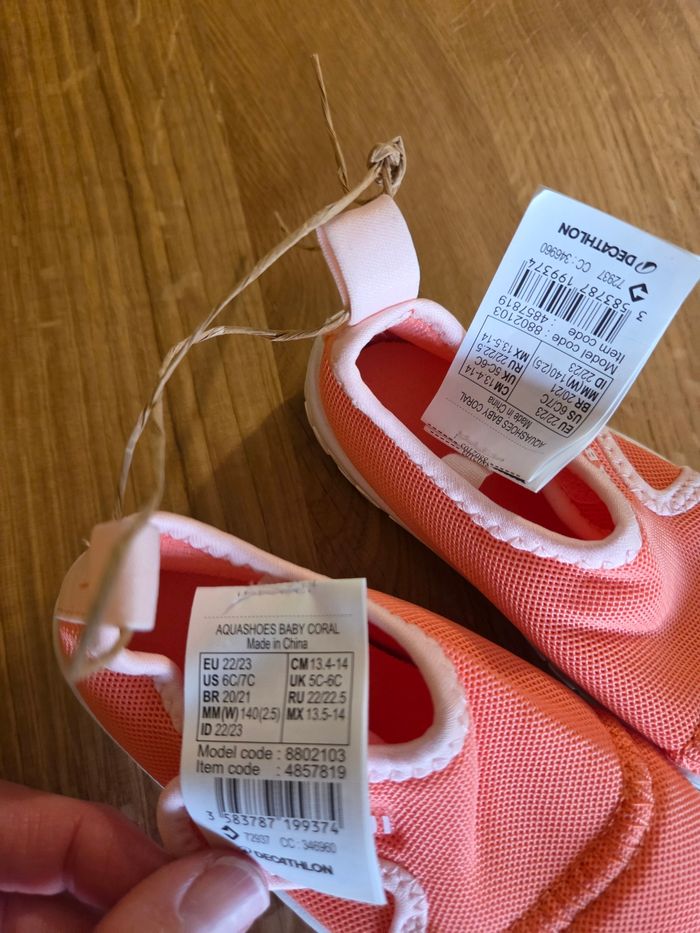 AQUASHOES BABY CORAL
Made in China
EU 22/23 CM 13.4-14
US 6C/7C UK 5C-6C
BR 20/21 RU 22/22.5
MM(W) 140(2.5) MX 13.5-14
ID 22/23
Model code : 8802103
Item code : 4857819
3 583787 199374
72937 CC : 346960
DECATHLON
AQUASHOES BABY CORAL
Made in China
EU 22/23 CM 13.4-14
US 6C/7C UK 5C-6C
BR 20/21 RU 22/22.5
MM(W) 140(2.5) MX 13.5-14
ID 22/23
Model code : 8802103
Item code : 4857819
3 583787 199374
72937 CC : 346960
DECATHLON